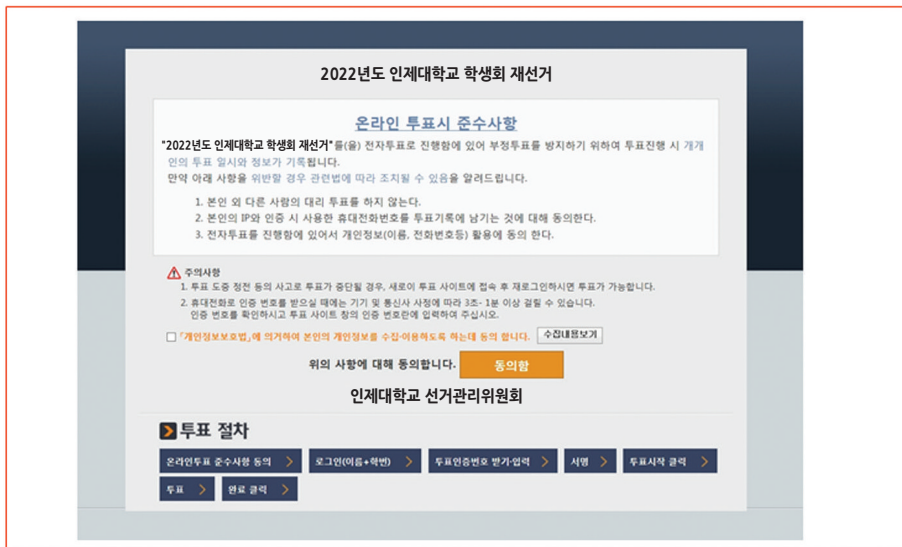 2022년도 인제대학교 학생회 재선거
온라인 투표시 준수사항
"2022년도 인제대학교 학생회 재선거"를(을) 전자투표로 진행함에 있어 부정투표를 방지하기 위하여 투표진행 시 개개
인의 투표 일시와 정보가 기록됩니다.
만약 아래 사항을 위반할 경우 관련법에 따라 조치될 수 있음을 알려드립니다.
1. 본인 외 다른 사람의 대리 투표를 하지 않는다.
2. 본인의 IP와 인증 시 사용한 휴대전화번호를 투표기록에 남기는 것에 대해 동의한다.
3. 전자투표를 진행함에 있어서 개인정보(이름, 전화번호등) 활용에 동의 한다.
주의사항
1. 투표 도중 정전 등의 사고로 투표가 중단될 경우, 새로이 투표 사이트에 접속 후 재로그인하시면 투표가 가능합니다.
2. 휴대전화로 인증 번호를 받으실 때에는 기기 및 통신사 사정에 따라 3초- 1분 이상 걸릴 수 있습니다.
인증 번호를 확인하시고 투표 사이트 창의 인증 번호란에 입력하여 주십시오.
「개인정보보호법」에 의거하여 본인의 개인정보를 수집·이용하도록 하는데 동의 합니다. 수집내용보기
위의 사항에 대해 동의합니다. 동의함
인제대학교 선거관리위원회
투표 절차
온라인투표 준수사항 동의 로그인(이름+학번) 투표인증번호 받기·입력 서명 투표시작 클릭
투표 완료 클릭